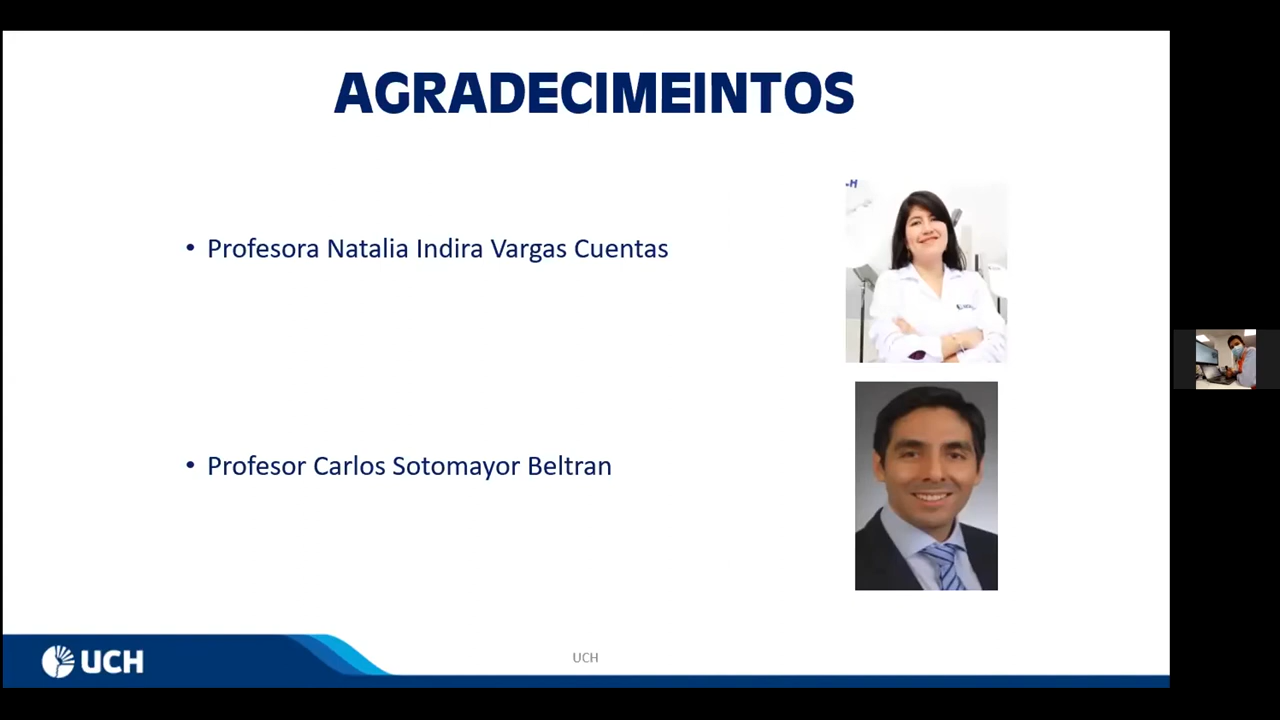 AGRADECIMEINTOS
• Profesora Natalia Indira Vargas Cuentas
• Profesor Carlos Sotomayor Beltran
UCH
UCH